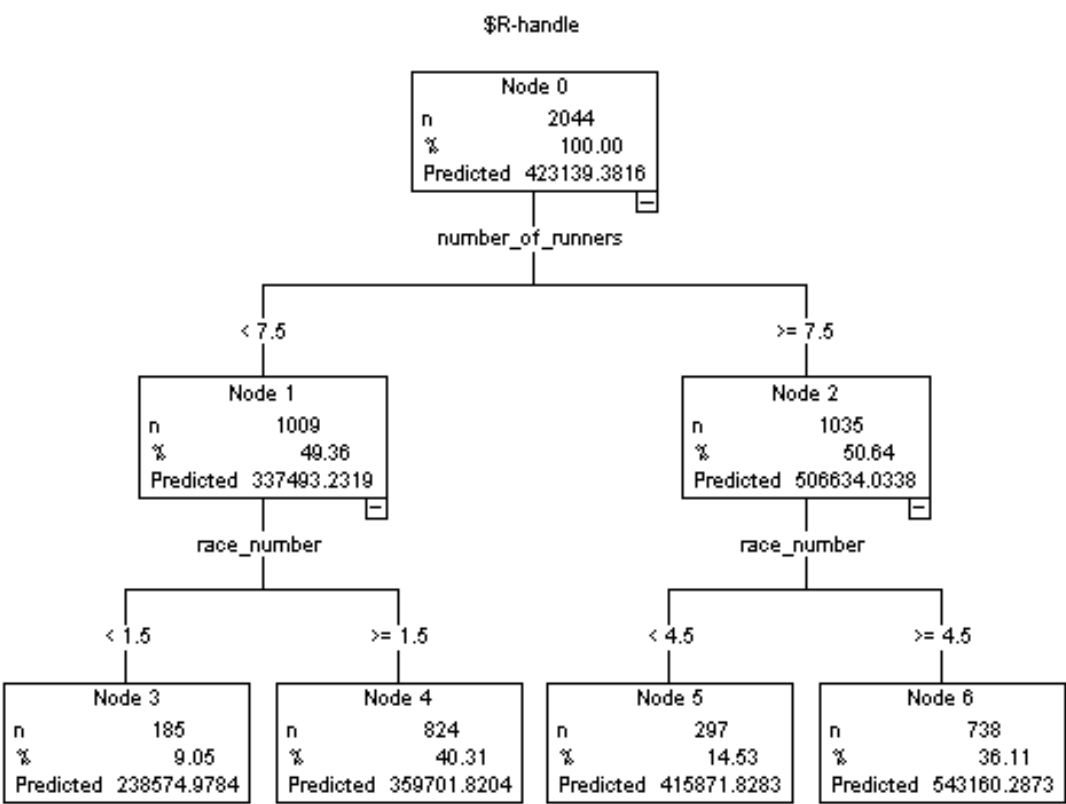 $R-handle
Node 0
n 2044
% 100.00
Predicted 423139.3816
number_of_runners
< 7.5 >= 7.5
Node 1
n 1009
% 49.36
Predicted 337493.2319
Node 2
n 1035
% 50.64
Predicted 506634.0338
race_number race_number
< 1.5 >= 1.5 < 4.5 >= 4.5
Node 3
n 185
% 9.05
Predicted 238574.9784
Node 4
n 824
% 40.31
Predicted 359701.8204
Node 5
n 297
% 14.53
Predicted 415871.8283
Node 6
n 738
% 36.11
Predicted 543160.2873